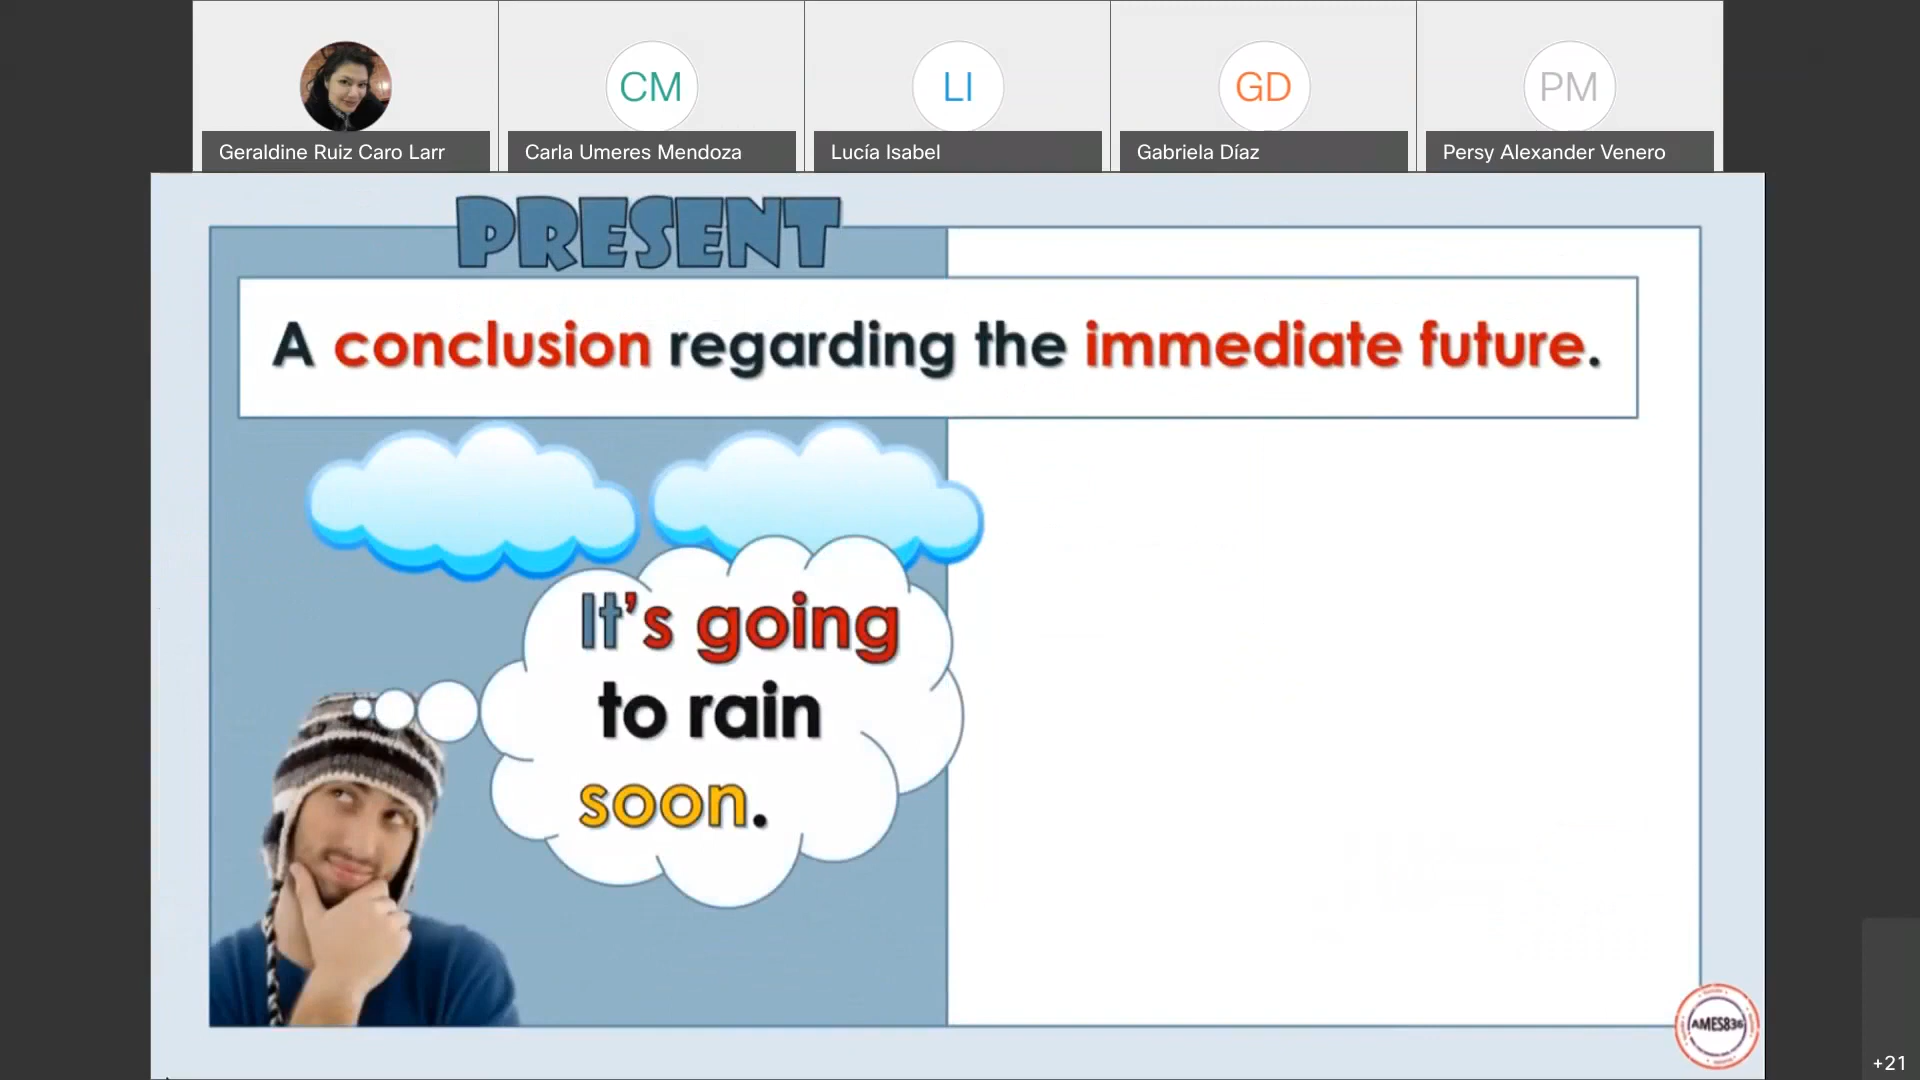 CM
LI
GD
PM
Geraldine Ruiz Caro Larr
Carla Umeres Mendoza
Lucía Isabel
Gabriela Díaz
Persy Alexander Venero
PRESENT
A conclusion regarding the immediate future.
It's going
to rain
soon.
AMES836
+21